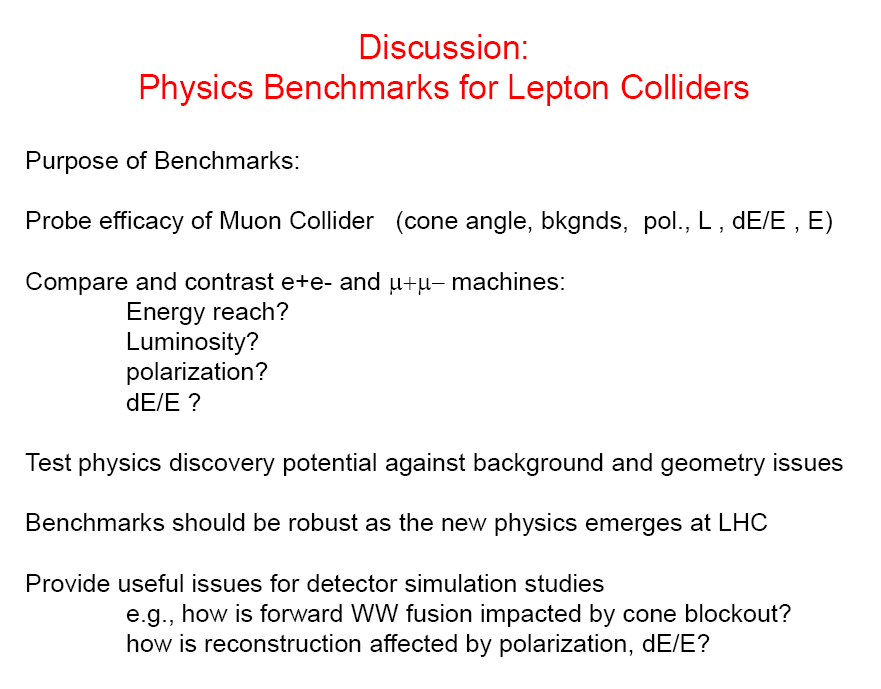 Discussion:
Physics Benchmarks for Lepton Colliders
Purpose of Benchmarks:
Probe efficacy of Muon Collider (cone angle, bkgnds, pol., L , dE/E , E)
Compare and contrast e+e- and μ+μ− machines:
Energy reach?
Luminosity?
polarization?
dE/E ?
Test physics discovery potential against background and geometry issues
Benchmarks should be robust as the new physics emerges at LHC
Provide useful issues for detector simulation studies
e.g., how is forward WW fusion impacted by cone blockout?
how is reconstruction affected by polarization, dE/E?